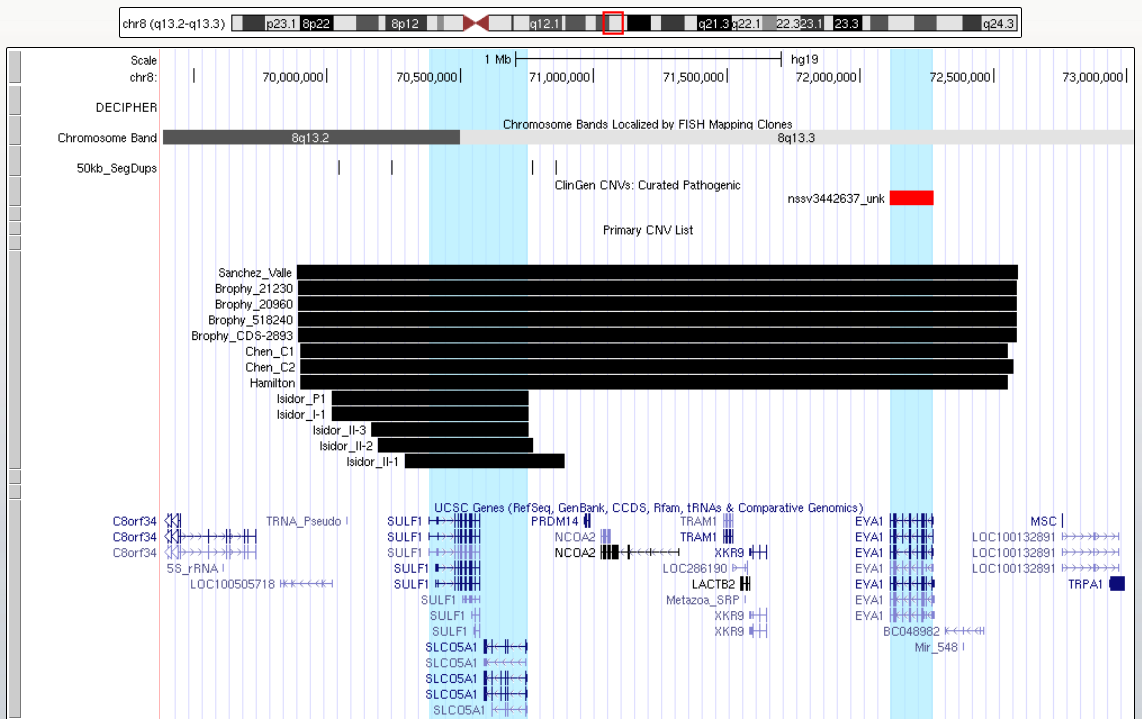 chr8 (q13.2-q13.3) p23.1 8p22 8p12 q12.1 q21.3 q22.1 22.3 23.1 23.3 q24.3
Scale 1 Mb hg19
chr8: 70,000,000 70,500,000 71,000,000 71,500,000 72,000,000 72,500,000 73,000,000
DECIPHER
Chromosome Bands Localized by FISH Mapping Clones
Chromosome Band 8q13.2 8q13.3
50kb_SegDups
ClinGen CNVs: Curated Pathogenic
nssv3442637_unk
Primary CNV List
Sanchez_Valle
Brophy_21230
Brophy_20960
Brophy_518240
Brophy_CDS-2893
Chen_C1
Chen_C2
Hamilton
Isidor_P1
Isidor_I-1
Isidor_II-3
Isidor_II-2
Isidor_II-1
UCSC Genes (RefSeq, GenBank, CCDS, Rfam, tRNAs & Comparative Genomics)
C8orf34 TRNA_Pseudo SULF1 PRDM14 TRAM1 EYA1 MSC
C8orf34 SULF1 NCOA2 TRAM1 EYA1 LOC100132891
C8orf34 SULF1 NCOA2 XKR9 EYA1 LOC100132891
5S_rRNA SULF1 LOC286190 EYA1 LOC100132891
LOC100505718 SULF1 LACTB2 EYA1 TRPA1
SULF1 Metazoa_SRP EYA1
SULF1 XKR9 EYA1
SULF1 XKR9 BC048982
SLCO5A1 Mir_548
SLCO5A1
SLCO5A1
SLCO5A1
SLCO5A1